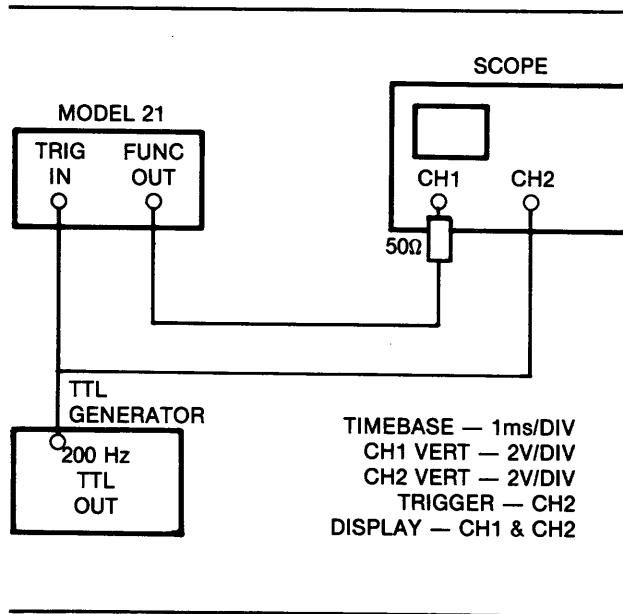 SCOPE
MODEL 21
TRIG IN
FUNC OUT
CH1
CH2
50Ω
TTL
GENERATOR
200 Hz
TTL
OUT
TIMEBASE — 1ms/DIV
CH1 VERT — 2V/DIV
CH2 VERT — 2V/DIV
TRIGGER — CH2
DISPLAY — CH1 & CH2